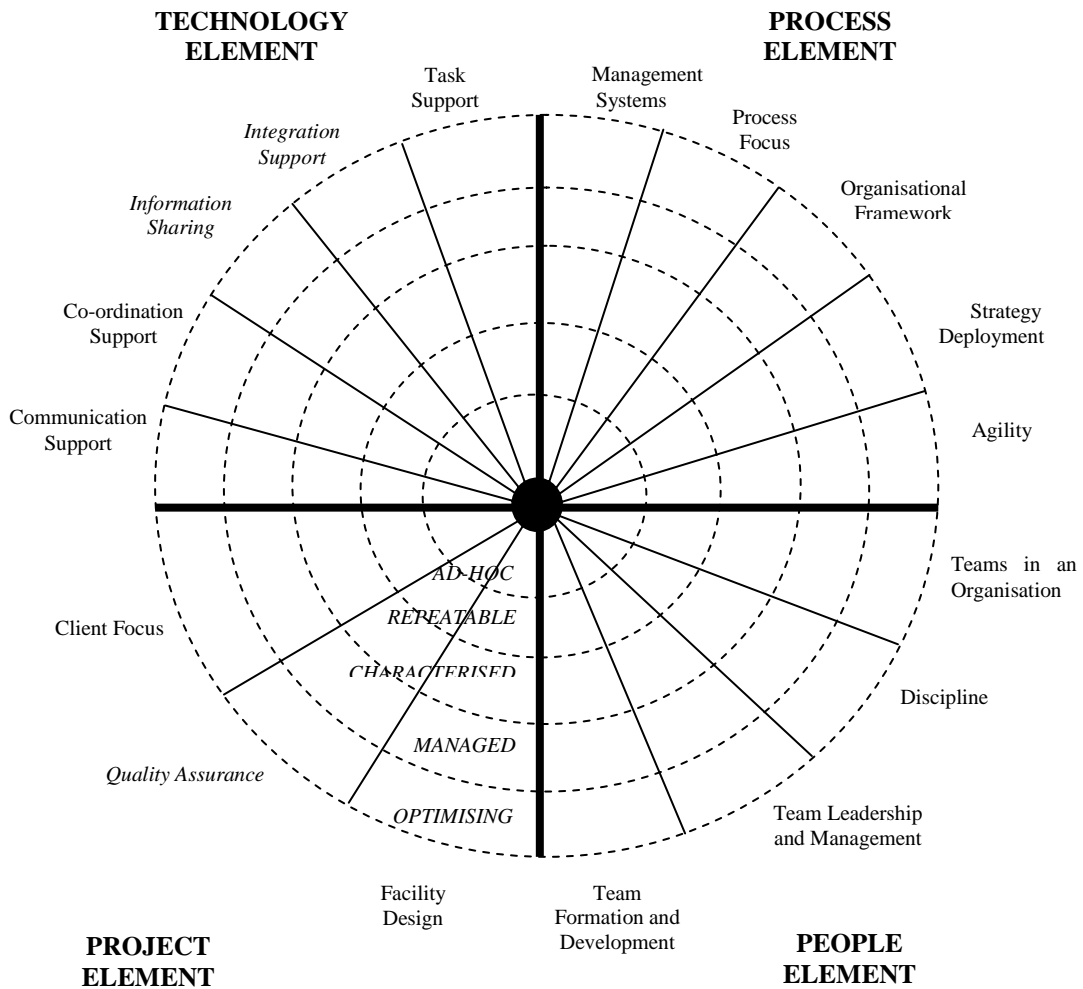 TECHNOLOGY
ELEMENT
PROCESS
ELEMENT
Task
Support
Management
Systems
Integration
Support
Process
Focus
Information
Sharing
Organisational
Framework
Co-ordination
Support
Strategy
Deployment
Communication
Support
Agility
AD-HOC
REPEATABLE
CHARACTERISED
MANAGED
OPTIMISING
Teams in an
Organisation
Client Focus
Discipline
Quality Assurance
Team Leadership
and Management
Facility
Design
Team
Formation and
Development
PROJECT
ELEMENT
PEOPLE
ELEMENT